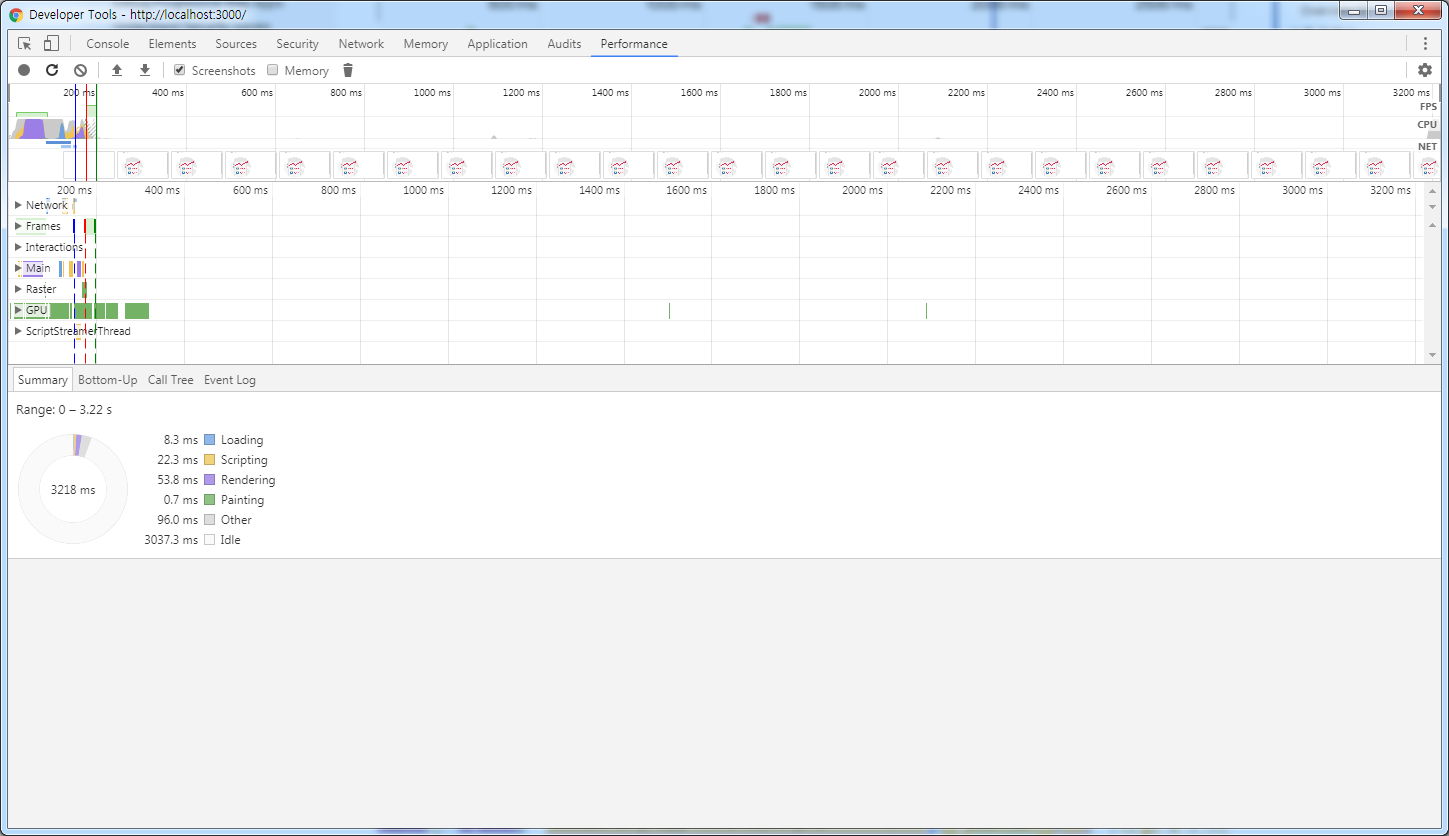 Developer Tools - http://localhost:3000/
Console Elements Sources Security Network Memory Application Audits Performance
Screenshots Memory
200 ms 400 ms 600 ms 800 ms 1000 ms 1200 ms 1400 ms 1600 ms 1800 ms 2000 ms 2200 ms 2400 ms 2600 ms 2800 ms 3000 ms 3200 ms
FPS
CPU
NET
200 ms 400 ms 600 ms 800 ms 1000 ms 1200 ms 1400 ms 1600 ms 1800 ms 2000 ms 2200 ms 2400 ms 2600 ms 2800 ms 3000 ms 3200 ms
Network
Frames
Interactions
Main
Raster
GPU
ScriptStreamerThread
Summary Bottom-Up Call Tree Event Log
Range: 0 – 3.22 s
3218 ms
8.3 ms Loading
22.3 ms Scripting
53.8 ms Rendering
0.7 ms Painting
96.0 ms Other
3037.3 ms Idle